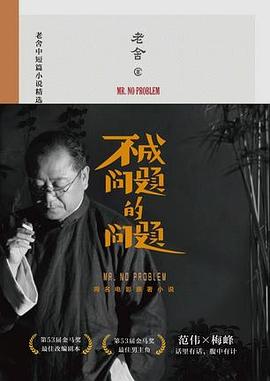 老舍
著
MR. NO PROBLEM
老舍中短篇小说精选
不成
问题
的
问题
MR. NO PROBLEM
同名电影原著小说
第53届金马奖
最佳改编剧本
第53届金马奖
最佳男主角
范伟×梅峰
话里有话，腹中有计